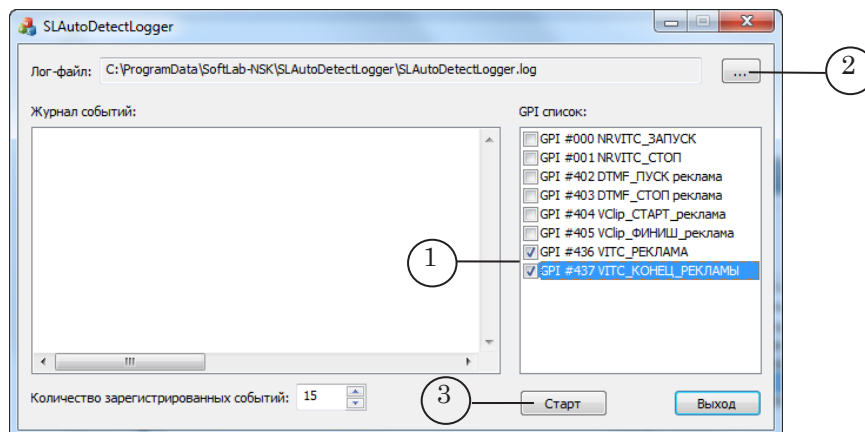 SLAutoDetectLogger
Лог-файл: C:\ProgramData\SoftLab-NSK\SLAutoDetectLogger\SLAutoDetectLogger.log ...
2
Журнал событий: GPI список:
GPI #000 NRVITC_ЗАПУСК
GPI #001 NRVITC_СТОП
GPI #402 DTMF_ПУСК реклама
GPI #403 DTMF_СТОП реклама
GPI #404 VClip_СТАРТ_реклама
GPI #405 VClip_ФИНИШ_реклама
GPI #436 VITC_РЕКЛАМА
1
GPI #437 VITC_КОНЕЦ_РЕКЛАМЫ
Количество зарегистрированных событий: 15
3
Старт Выход